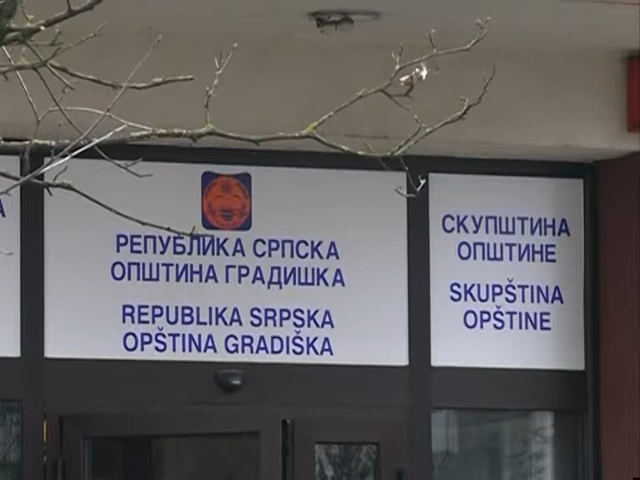 РЕПУБЛИКА СРПСКА
ОПШТИНА ГРАДИШКА
REPUBLIKA SRPSKA
OPŠTINA GRADIŠKA
СКУПШТИНА
ОПШТИНЕ
SKUPŠTINA
OPŠTINE